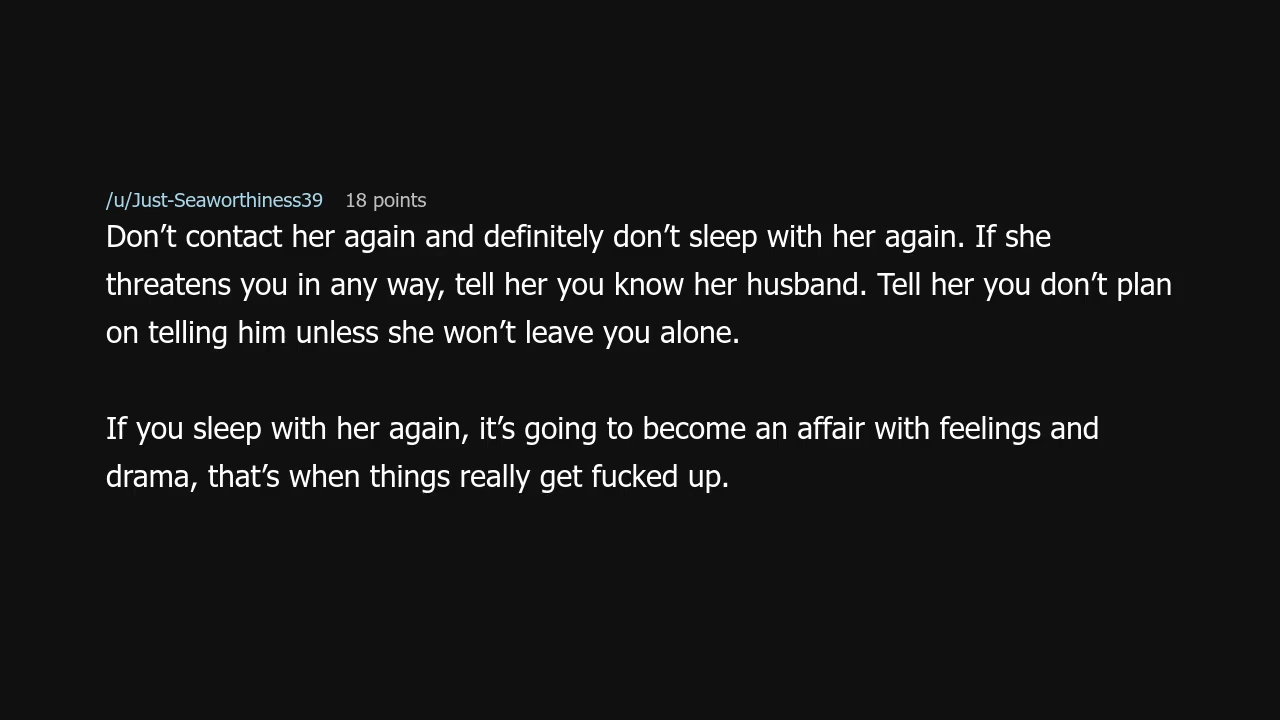 /u/Just-Seaworthiness39 18 points
Don’t contact her again and definitely don’t sleep with her again. If she
threatens you in any way, tell her you know her husband. Tell her you don’t plan
on telling him unless she won’t leave you alone.
If you sleep with her again, it’s going to become an affair with feelings and
drama, that’s when things really get fucked up.